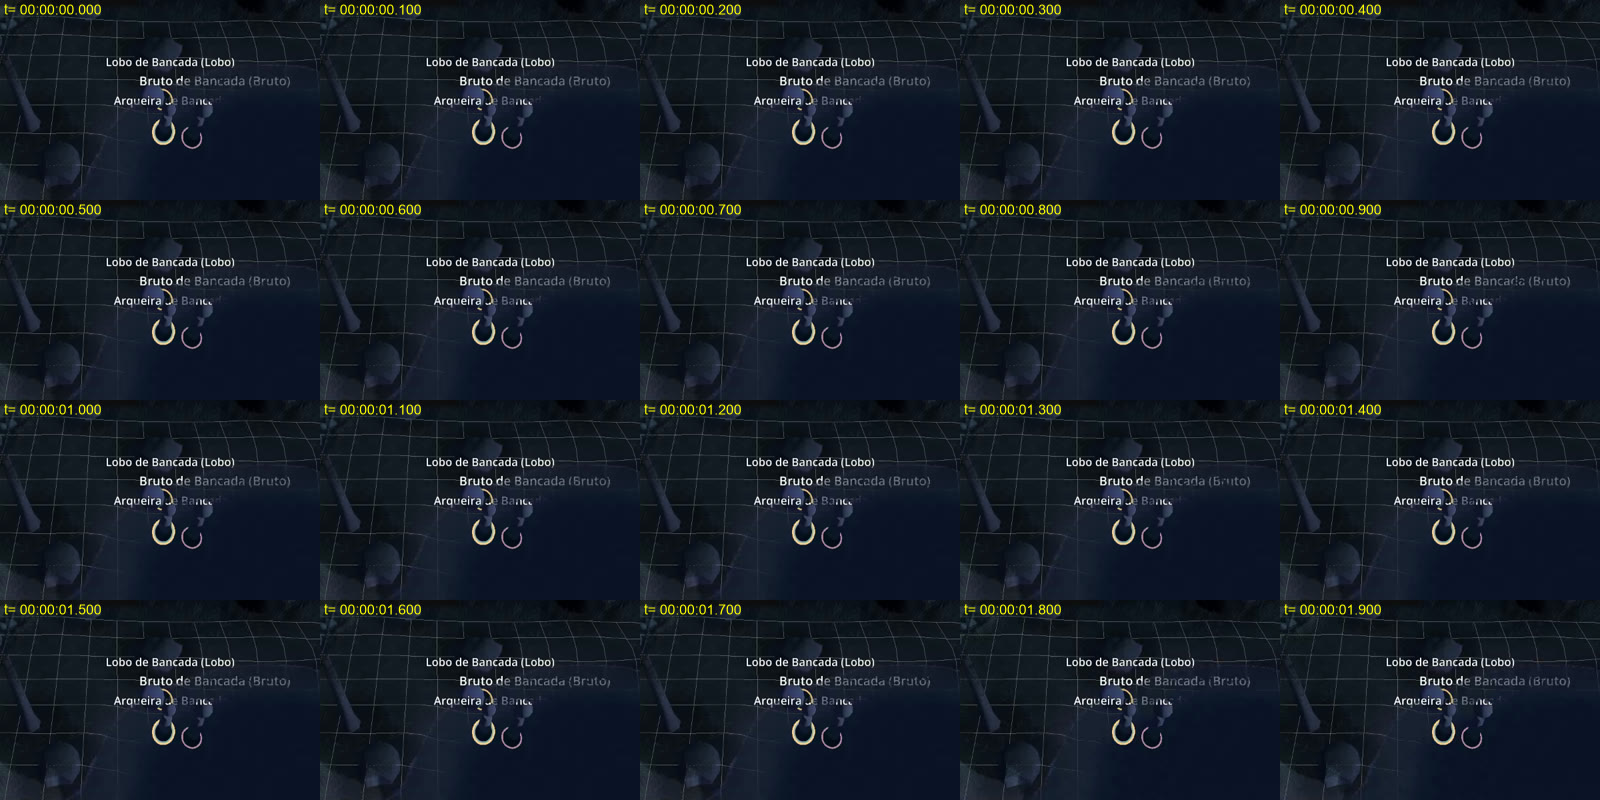 t= 00:00:00.000 t= 00:00:00.100 t= 00:00:00.200 t= 00:00:00.300 t= 00:00:00.400
Lobo de Bancada (Lobo) Lobo de Bancada (Lobo) Lobo de Bancada (Lobo) Lobo de Bancada (Lobo) Lobo de Bancada (Lobo)
Bruto de Bancada (Bruto) Bruto de Bancada (Bruto) Bruto de Bancada (Bruto) Bruto de Bancada (Bruto) Bruto de Bancada (Bruto)
Arqueira Arqueira Arqueira Arqueira Arqueira
t= 00:00:00.500 t= 00:00:00.600 t= 00:00:00.700 t= 00:00:00.800 t= 00:00:00.900
Lobo de Bancada (Lobo) Lobo de Bancada (Lobo) Lobo de Bancada (Lobo) Lobo de Bancada (Lobo) Lobo de Bancada (Lobo)
Bruto de Bancada (Bruto) Bruto de Bancada (Bruto) Bruto de Bancada (Bruto) Bruto de Bancada (Bruto) Bruto de Bancada (Bruto)
Arqueira Arqueira Arqueira Arqueira Arqueira
t= 00:00:01.000 t= 00:00:01.100 t= 00:00:01.200 t= 00:00:01.300 t= 00:00:01.400
Lobo de Bancada (Lobo) Lobo de Bancada (Lobo) Lobo de Bancada (Lobo) Lobo de Bancada (Lobo) Lobo de Bancada (Lobo)
Bruto de Bancada (Bruto) Bruto de Bancada (Bruto) Bruto de Bancada (Bruto) Bruto de Bancada (Bruto) Bruto de Bancada (Bruto)
Arqueira Arqueira Arqueira Arqueira Arqueira
t= 00:00:01.500 t= 00:00:01.600 t= 00:00:01.700 t= 00:00:01.800 t= 00:00:01.900
Lobo de Bancada (Lobo) Lobo de Bancada (Lobo) Lobo de Bancada (Lobo) Lobo de Bancada (Lobo) Lobo de Bancada (Lobo)
Bruto de Bancada (Bruto) Bruto de Bancada (Bruto) Bruto de Bancada (Bruto) Bruto de Bancada (Bruto) Bruto de Bancada (Bruto)
Arqueira Arqueira Arqueira Arqueira Arqueira